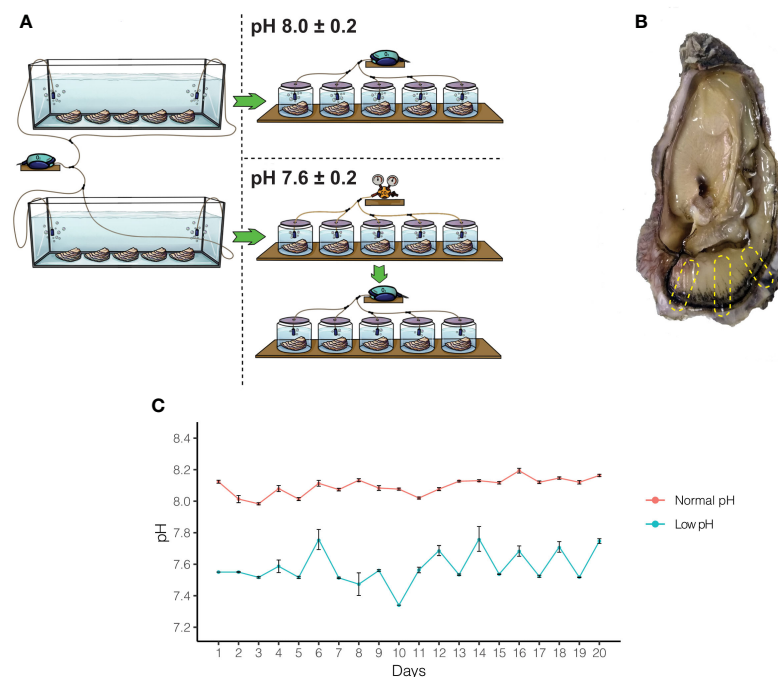 A
pH 8.0 ± 0.2
B
pH 7.6 ± 0.2
C
8.4
8.2
8.0
7.8
7.6
7.4
7.2
pH
1 2 3 4 5 6 7 8 9 10 11 12 13 14 15 16 17 18 19 20
Days
Normal pH
Low pH